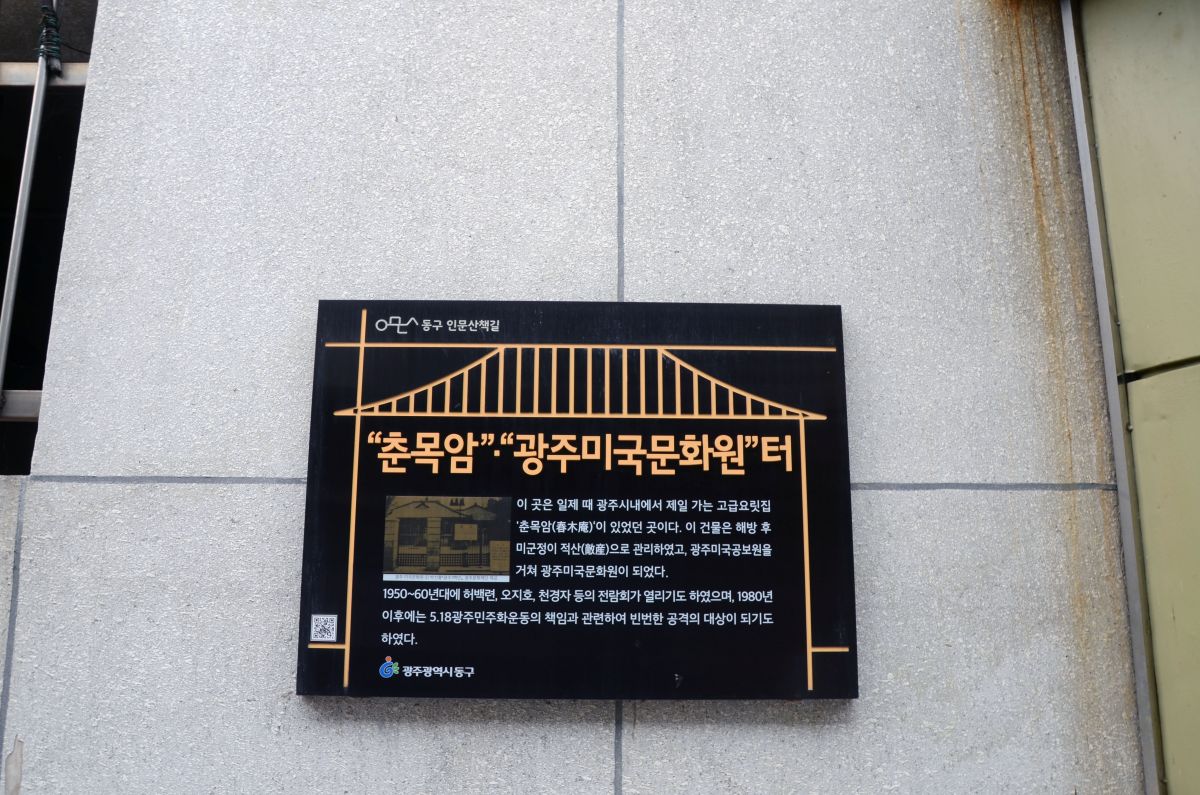 동구 인문산책길
“춘목암”·“광주미국문화원”터
이 곳은 일제 때 광주시내에서 제일 가는 고급요릿집
'춘목암(春木庵)'이 있었던 곳이다. 이 건물은 해방 후
미군정이 적산(敵産)으로 관리하였고, 광주미국공보원을
거쳐 광주미국문화원이 되었다.
1950~60년대에 허백련, 오지호, 천경자 등의 전람회가 열리기도 하였으며, 1980년
이후에는 5.18광주민주화운동의 책임과 관련하여 빈번한 공격의 대상이 되기도
하였다.
광주광역시 동구